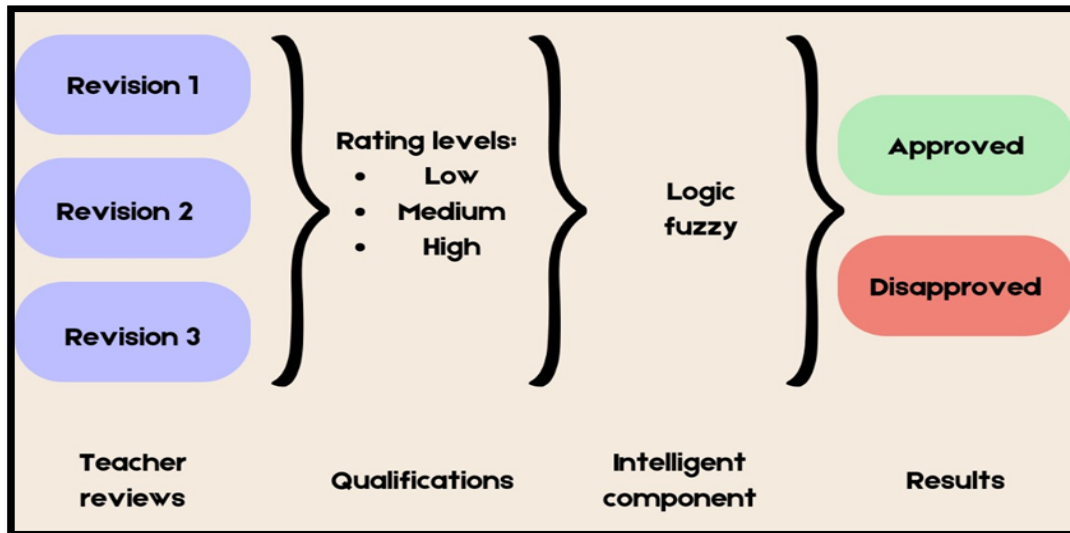 Revision 1
Revision 2
Revision 3
Rating levels:
• Low
• Medium
• High
Logic
fuzzy
Approved
Disapproved
Teacher
reviews
Qualifications
Intelligent
component
Results